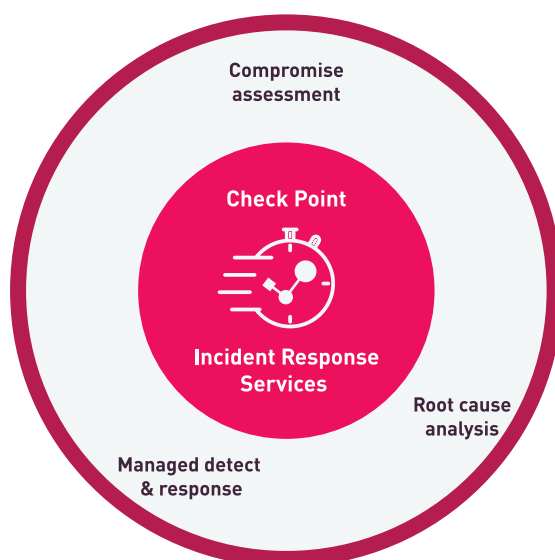 Compromise
assessment
Check Point
Incident Response
Services
Root cause
analysis
Managed detect
& response